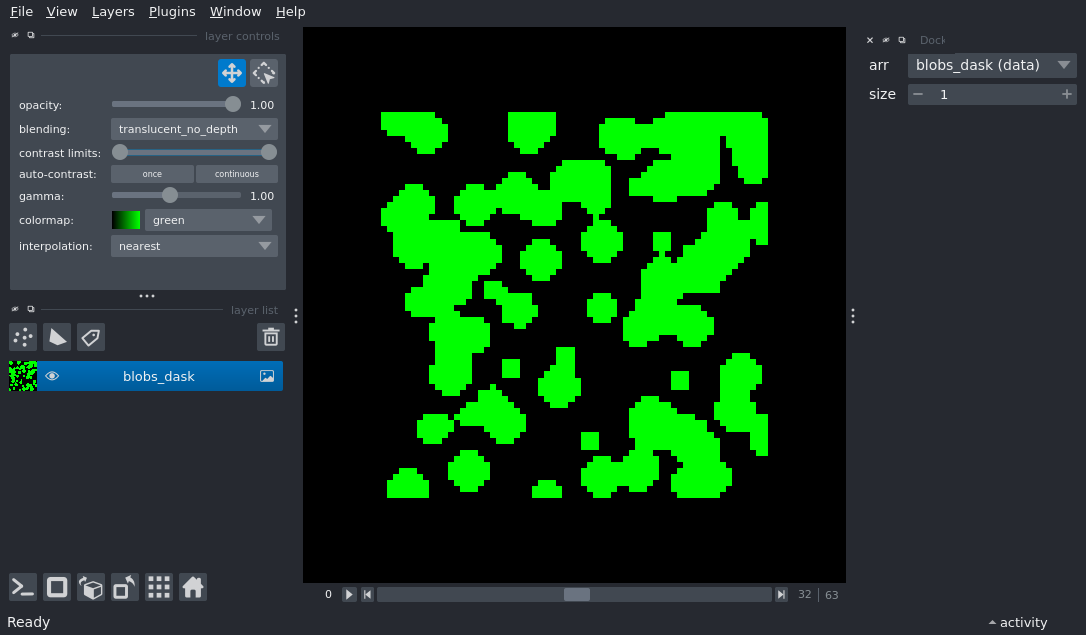 File View Layers Plugins Window Help
layer controls
opacity: 1.00
blending: translucent_no_depth
contrast limits:
auto-contrast: once continuous
gamma: 1.00
colormap: green
interpolation: nearest
layer list
blobs_dask
Dock
arr blobs_dask (data)
size 1
0 32 63
Ready
activity